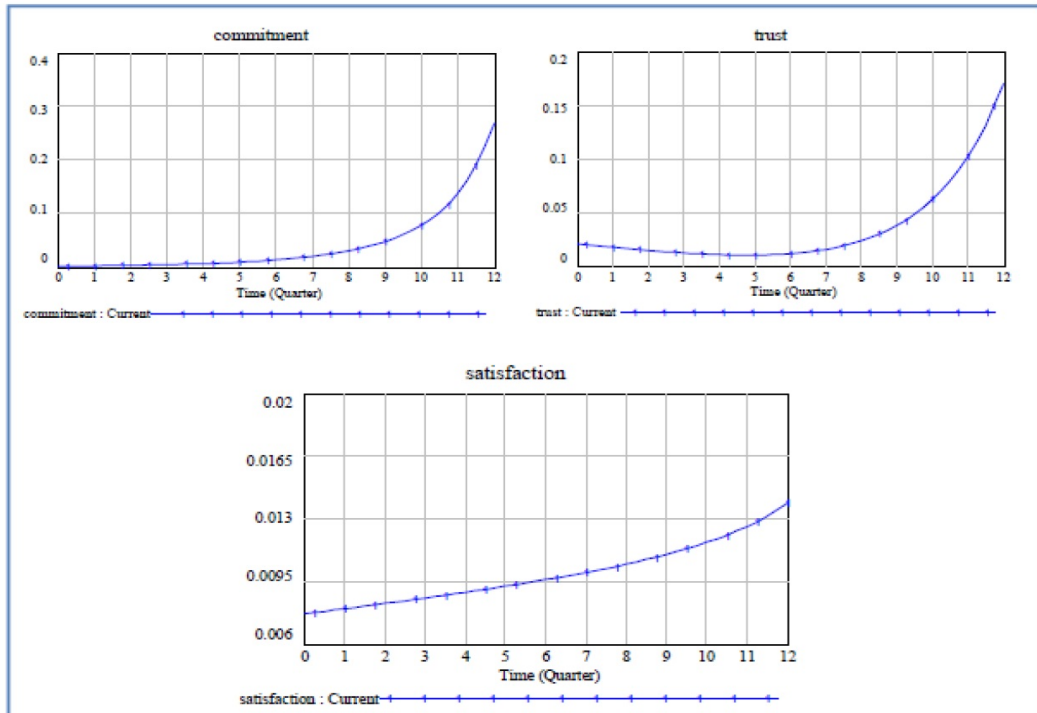 commitment
0.4
0.3
0.2
0.1
0
0 1 2 3 4 5 6 7 8 9 10 11 12
Time (Quarter)
commitment : Current
trust
0.2
0.15
0.1
0.05
0
0 1 2 3 4 5 6 7 8 9 10 11 12
Time (Quarter)
trust : Current
satisfaction
0.02
0.0165
0.013
0.0095
0.006
0 1 2 3 4 5 6 7 8 9 10 11 12
Time (Quarter)
satisfaction : Current